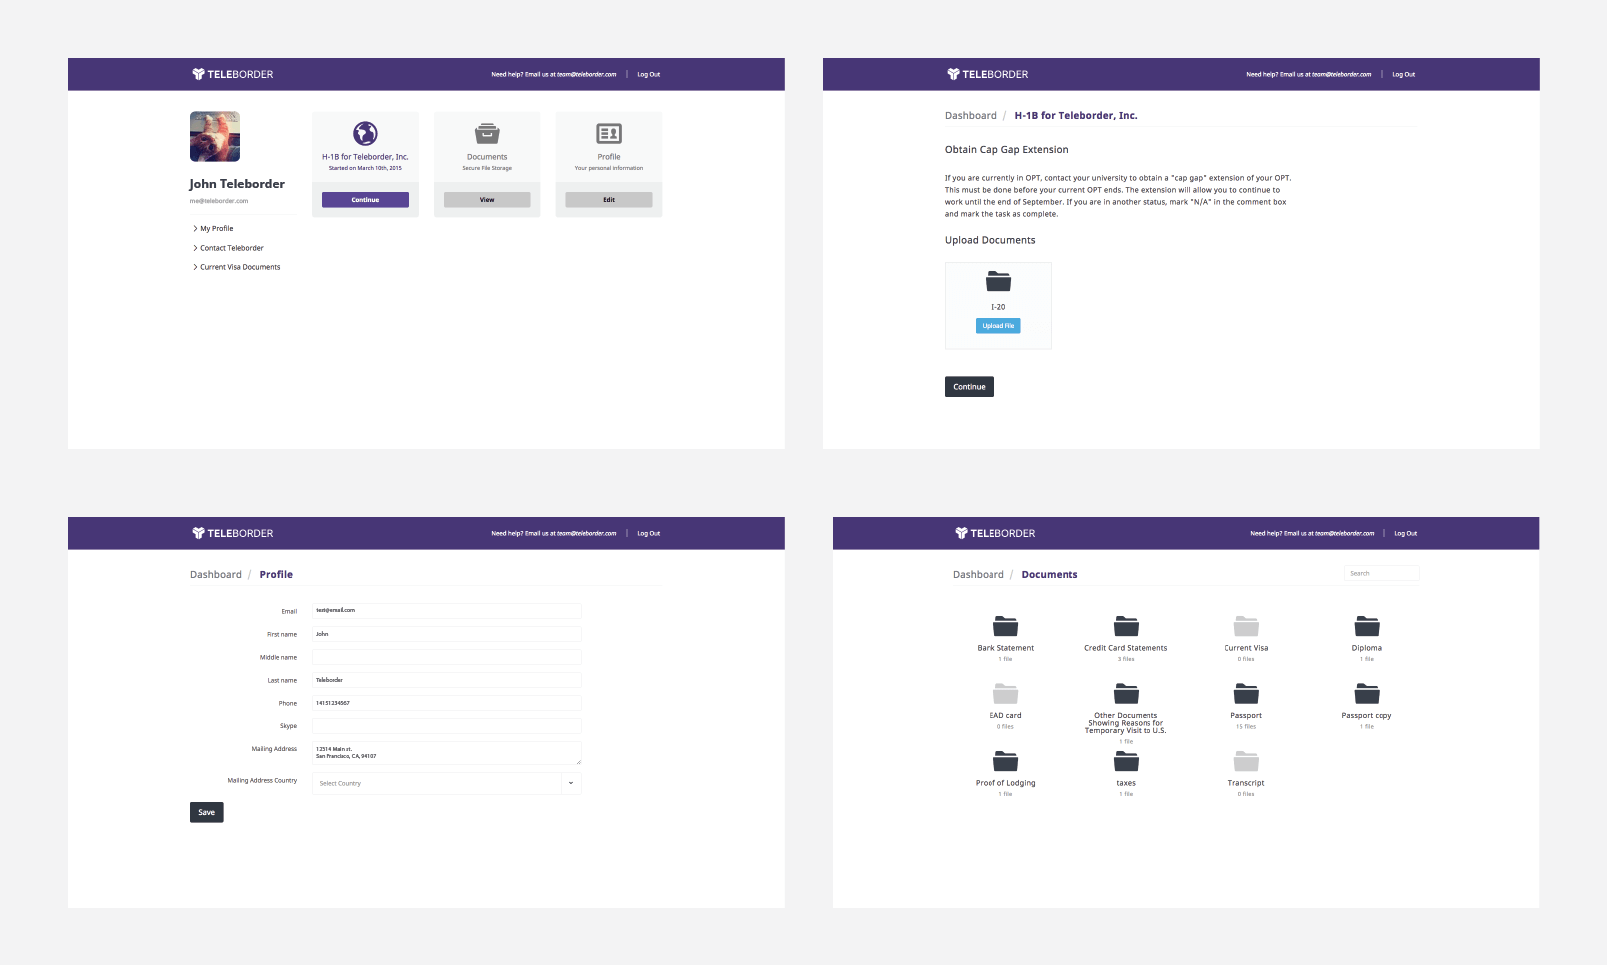 TELEBORDER
Need help? Email us at team@teleborder.com | Log Out
John Teleborder
me@teleborder.com
My Profile
Contact Teleborder
Current Visa Documents
H-1B for Teleborder, Inc.
Started on March 10th, 2015
Continue
Documents
Secure File Storage
View
Profile
Your personal information
Edit
TELEBORDER
Need help? Email us at team@teleborder.com | Log Out
Dashboard / H-1B for Teleborder, Inc.
Obtain Cap Gap Extension
If you are currently in OPT, contact your university to obtain a "cap gap" extension of your OPT.
This must be done before your current OPT ends. The extension will allow you to continue to
work until the end of September. If you are in another status, mark "N/A" in the comment box
and mark the task as complete.
Upload Documents
I-20
Upload File
Continue
TELEBORDER
Need help? Email us at team@teleborder.com | Log Out
Dashboard / Profile
Email
test@email.com
First name
John
Middle name
Last name
Teleborder
Phone
14151234567
Skype
Mailing Address
12514 Main st.
San Francisco, CA, 94107
Mailing Address Country
Select Country
Save
TELEBORDER
Need help? Email us at team@teleborder.com | Log Out
Dashboard / Documents
Search
Bark Statement
1 file
Credit Card Statements
3 files
Current Visa
0 files
Diploma
1 file
EAD card
0 files
Other Documents
Showing Reasons for
Temporary Visit to U.S.
1 file
Passport
15 files
Passport copy
1 file
Proof of Lodging
1 file
taxes
1 file
Transcript
0 files